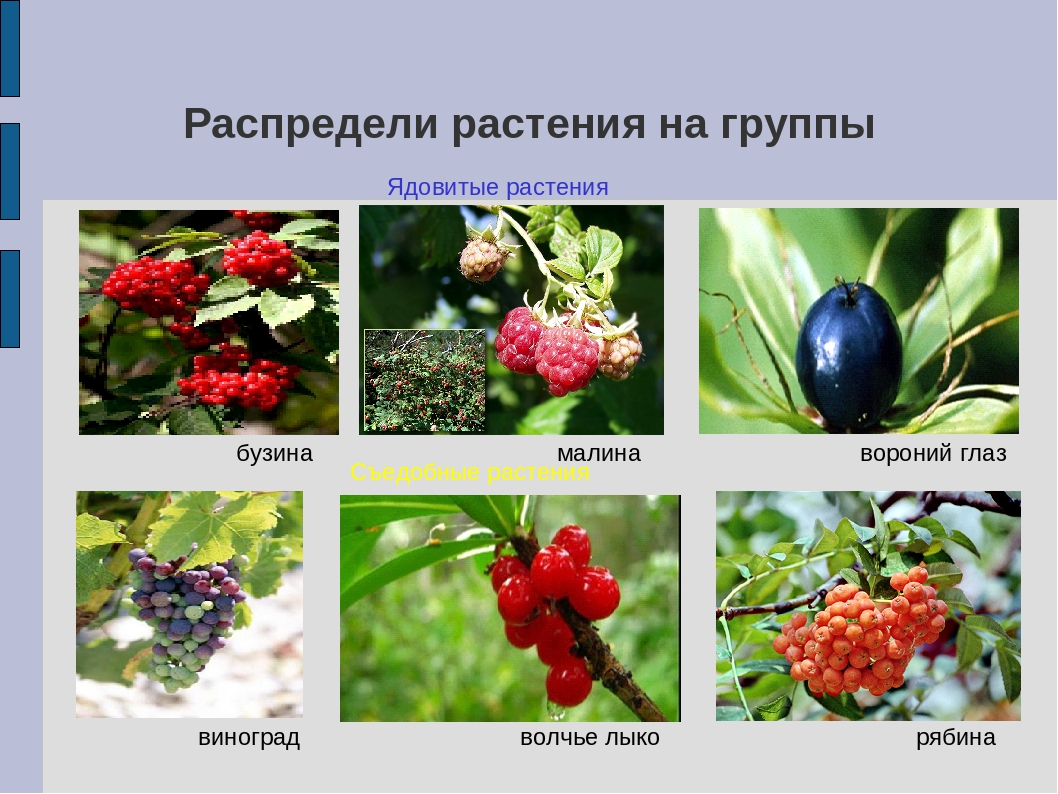 Распредели растения на группы
Ядовитые растения
бузина
малина
вороний глаз
Съедобные растения
виноград
волчье лыко
рябина